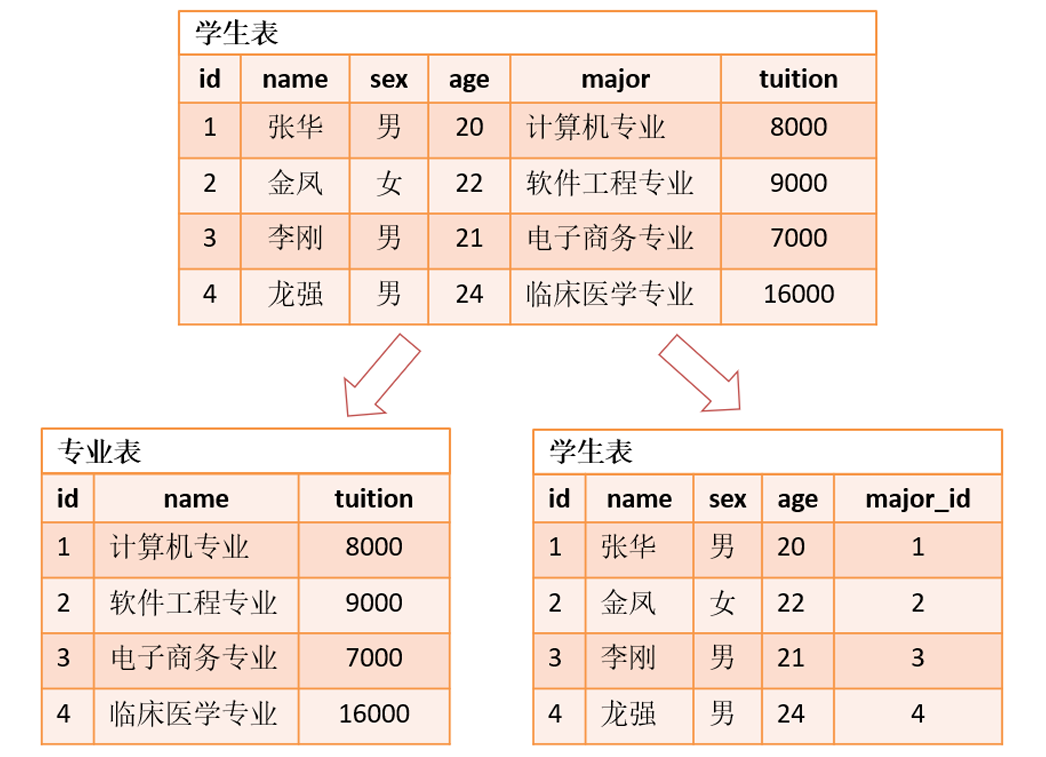 学生表
id name sex age major tuition
1 张华 男 20 计算机专业 8000
2 金凤 女 22 软件工程专业 9000
3 李刚 男 21 电子商务专业 7000
4 龙强 男 24 临床医学专业 16000
专业表
id name tuition
1 计算机专业 8000
2 软件工程专业 9000
3 电子商务专业 7000
4 临床医学专业 16000
学生表
id name sex age major_id
1 张华 男 20 1
2 金凤 女 22 2
3 李刚 男 21 3
4 龙强 男 24 4